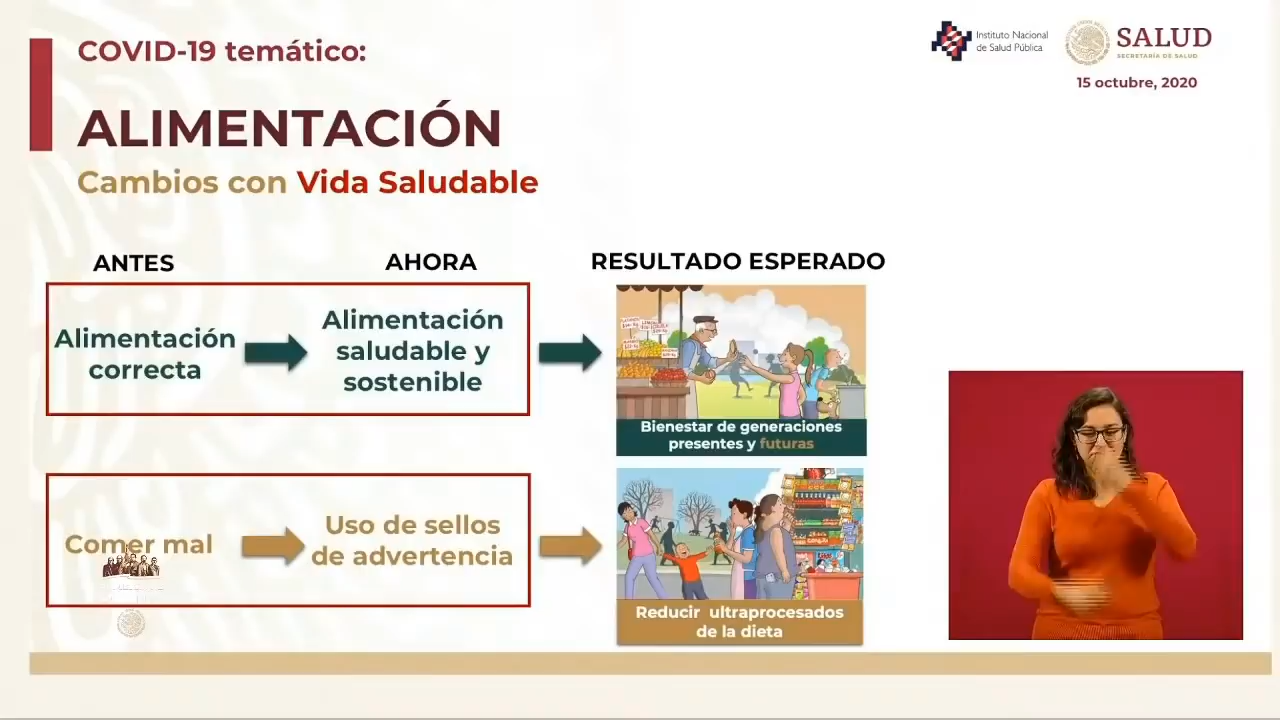 COVID-19 temático:
ALIMENTACIÓN
Cambios con Vida Saludable
Instituto Nacional
de Salud Pública
SALUD
SECRETARÍA DE SALUD
15 octubre, 2020
ANTES
AHORA
RESULTADO ESPERADO
Alimentación
correcta
Alimentación
saludable y
sostenible
Bienestar de generaciones
presentes y futuras
Comer mal
Uso de sellos
de advertencia
Reducir ultraprocesados
de la dieta